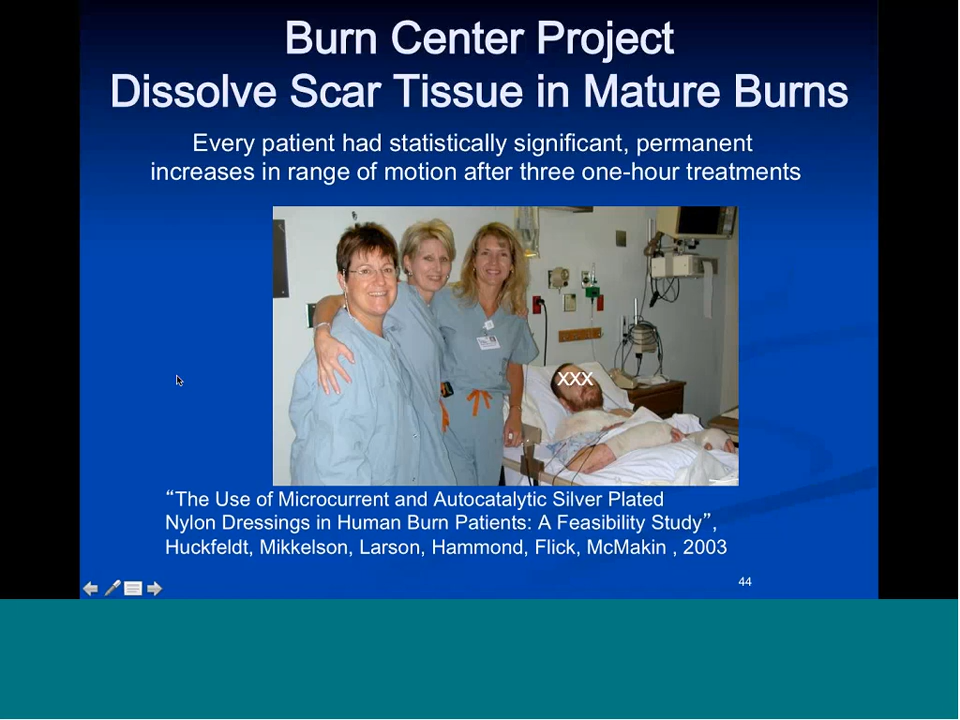 Burn Center Project
Dissolve Scar Tissue in Mature Burns
Every patient had statistically significant, permanent
increases in range of motion after three one-hour treatments
XXX
“The Use of Microcurrent and Autocatalytic Silver Plated
Nylon Dressings in Human Burn Patients: A Feasibility Study”,
Huckfeldt, Mikkelson, Larson, Hammond, Flick, McMakin , 2003
44